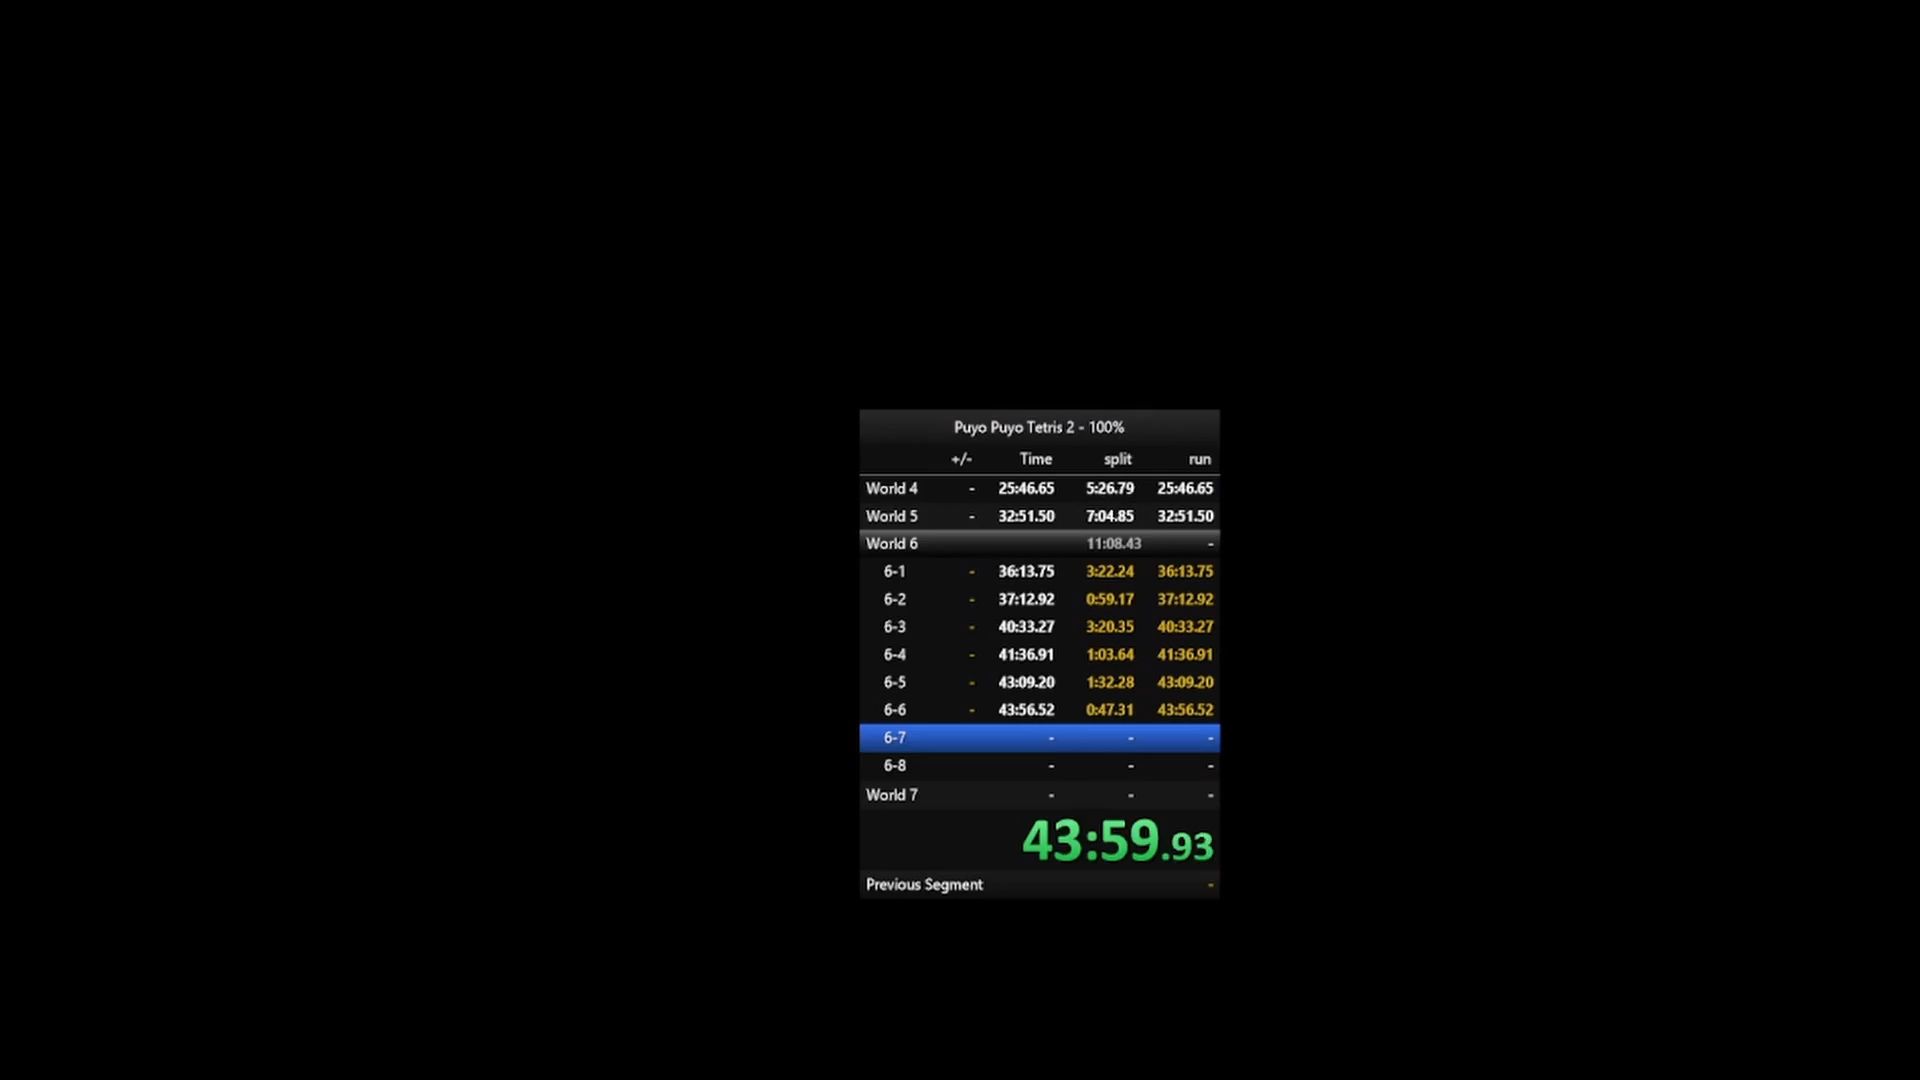 Puyo Puyo Tetris 2 - 100%
+/- Time split run
World 4 - 25:46.65 5:26.79 25:46.65
World 5 - 32:51.50 7:04.85 32:51.50
World 6 11:08.43 -
6-1 - 36:13.75 3:22.24 36:13.75
6-2 - 37:12.92 0:59.17 37:12.92
6-3 - 40:33.27 3:20.35 40:33.27
6-4 - 41:36.91 1:03.64 41:36.91
6-5 - 43:09.20 1:32.28 43:09.20
6-6 - 43:56.52 0:47.31 43:56.52
6-7 - - -
6-8 - - -
World 7 - - -
43:59.93
Previous Segment -